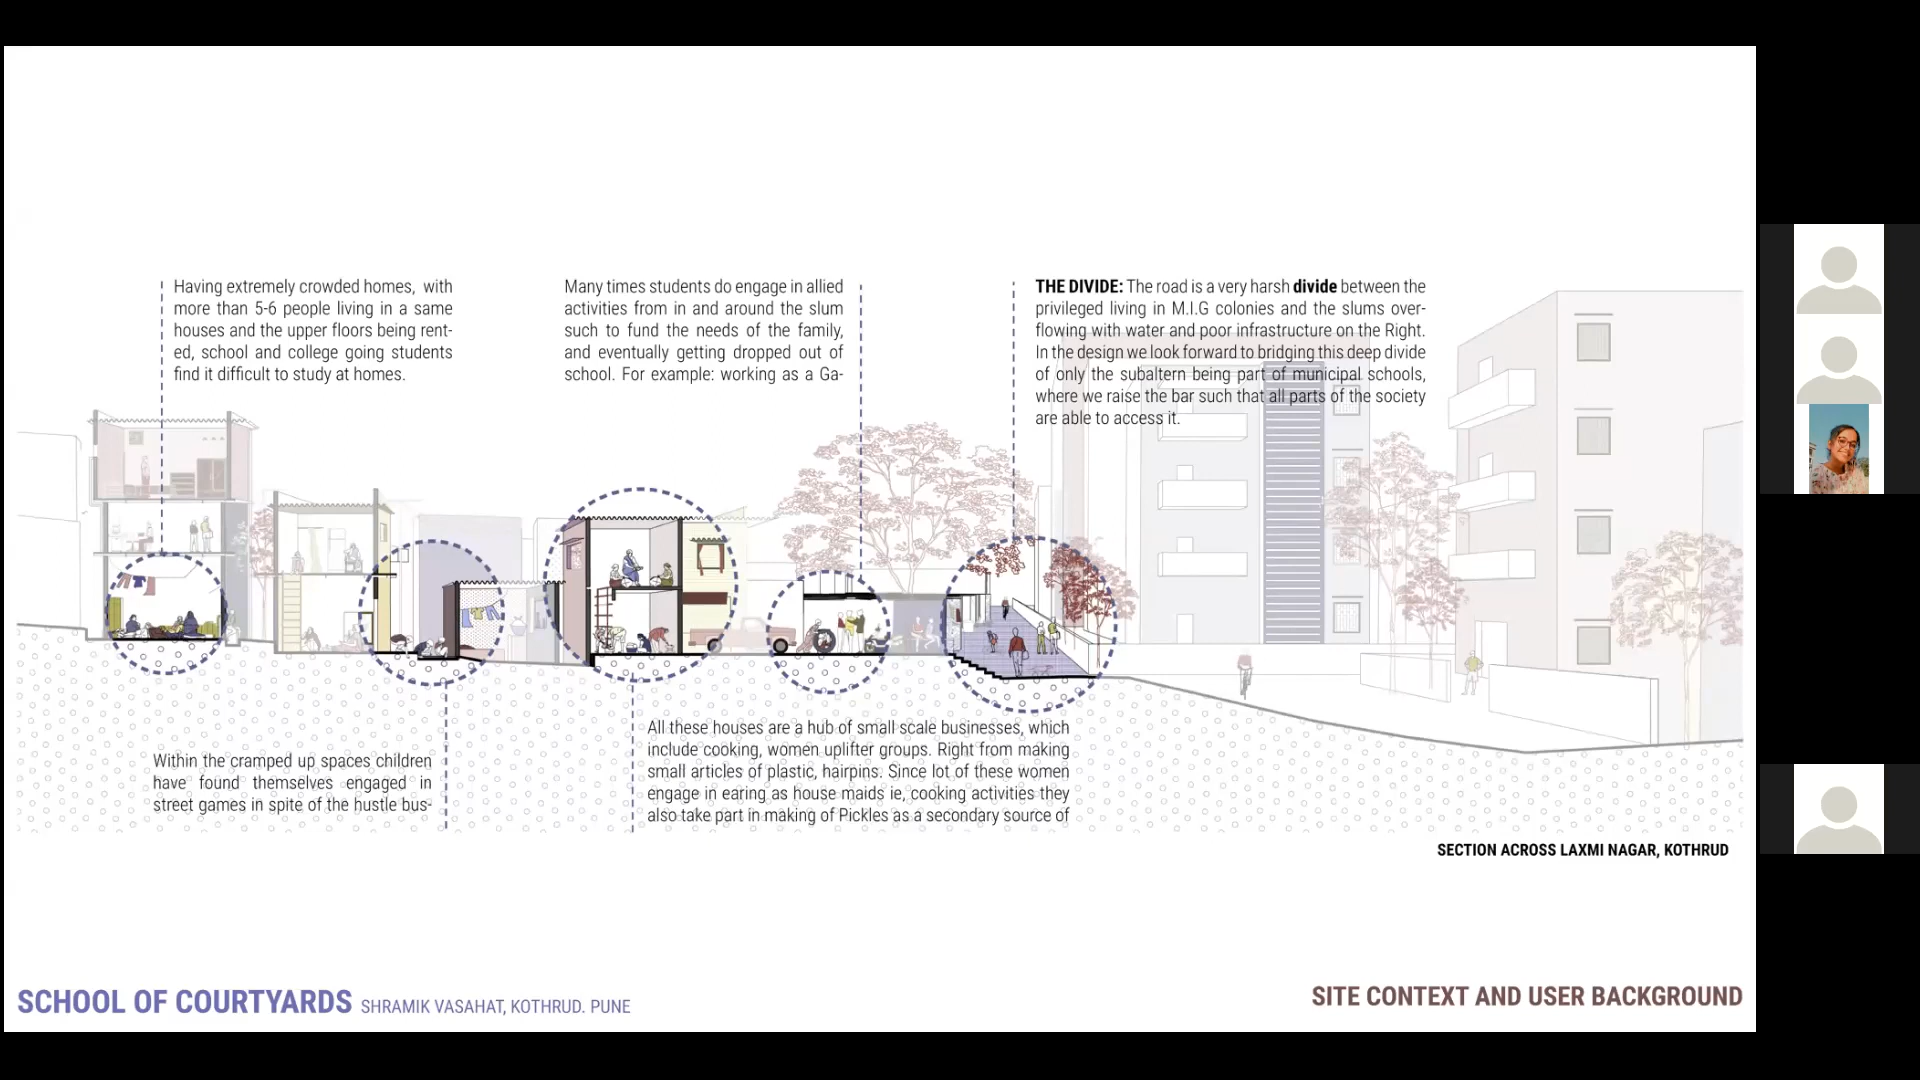 Having extremely crowded homes, with
more than 5-6 people living in a same
houses and the upper floors being rent-
ed, school and college going students
find it difficult to study at homes.
Many times students do engage in allied
activities from in and around the slum
such to fund the needs of the family,
and eventually getting dropped out of
school. For example: working as a Ga-
THE DIVIDE: The road is a very harsh divide between the
privileged living in M.I.G colonies and the slums over-
flowing with water and poor infrastructure on the Right.
In the design we look forward to bridging this deep divide
of only the subaltern being part of municipal schools,
where we raise the bar such that all parts of the society
are able to access it.
Within the cramped up spaces children
have found themselves engaged in
street games in spite of the hustle bus-
All these houses are a hub of small scale businesses, which
include cooking, women uplifter groups. Right from making
small articles of plastic, hairpins. Since lot of these women
engage in earing as house maids ie, cooking activities they
also take part in making of Pickles as a secondary source of
SECTION ACROSS LAXMI NAGAR, KOTHRUD
SCHOOL OF COURTYARDS SHRAMIK VASAHAT, KOTHRUD. PUNE
SITE CONTEXT AND USER BACKGROUND